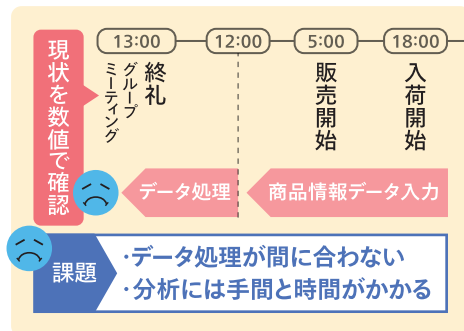 現状を数値で確認
13:00
12:00
5:00
18:00
終礼
グループ
ミーティング
販売開始
入荷開始
データ処理
商品情報データ入力
課題
・データ処理が間に合わない
・分析には手間と時間がかかる